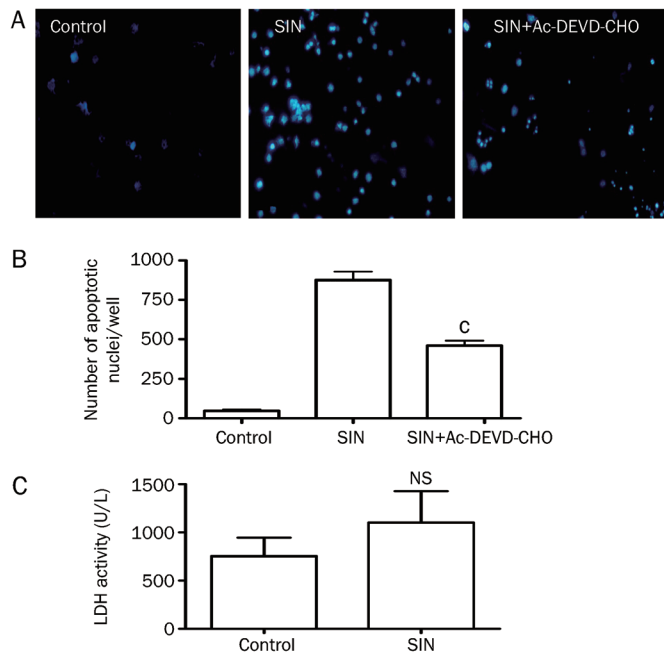 A
Control
SIN
SIN+Ac-DEVD-CHO
B
Number of apoptotic
nuclei/well
1000
750
500
250
0
C
Control
SIN
SIN+Ac-DEVD-CHO
C
LDH activity (U/L)
1500
1000
500
0
NS
Control
SIN